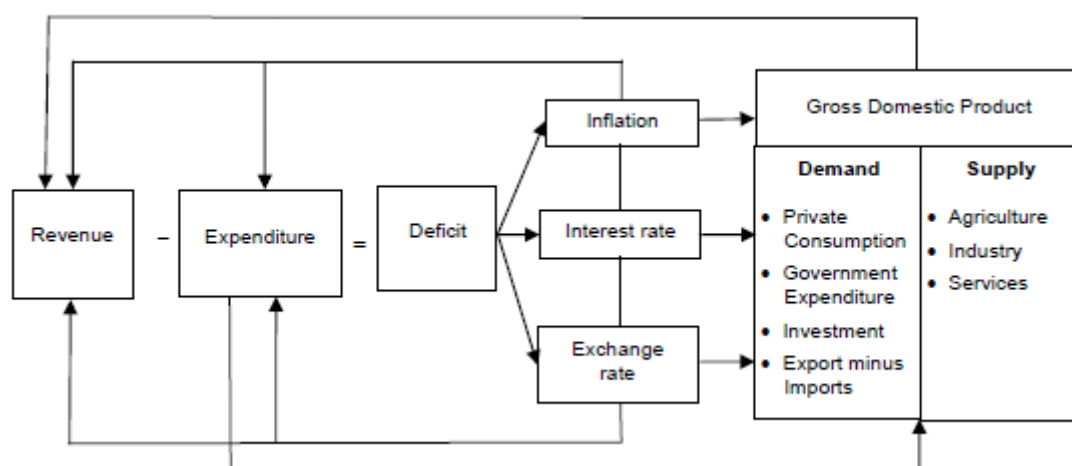 Inflation
Gross Domestic Product
Demand
Supply
Revenue
–
Expenditure
=
Deficit
Interest rate
Exchange
rate
• Private
Consumption
• Government
Expenditure
• Investment
• Export minus
Imports
• Agriculture
• Industry
• Services